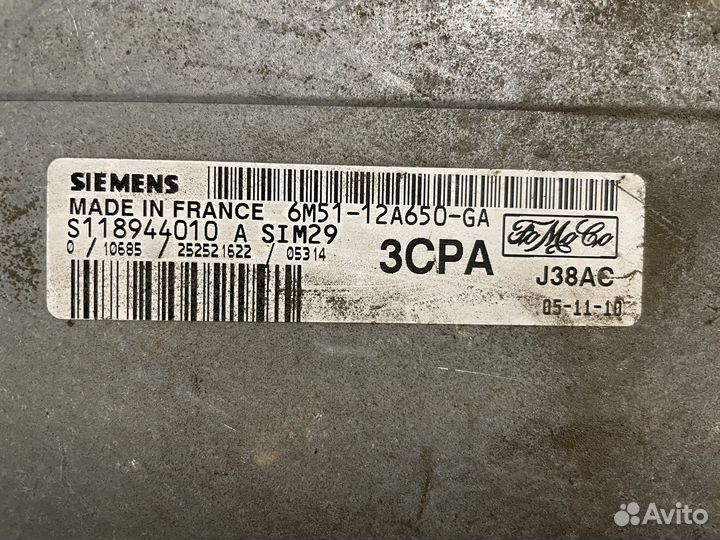 SIEMENS
MADE IN FRANCE 6M51-12A650-GA
S118944010 A SIM29
0 / 10685 / 252521622 / 05314
3CPA
FoMoCo
J38AC
05-11-10
Avito